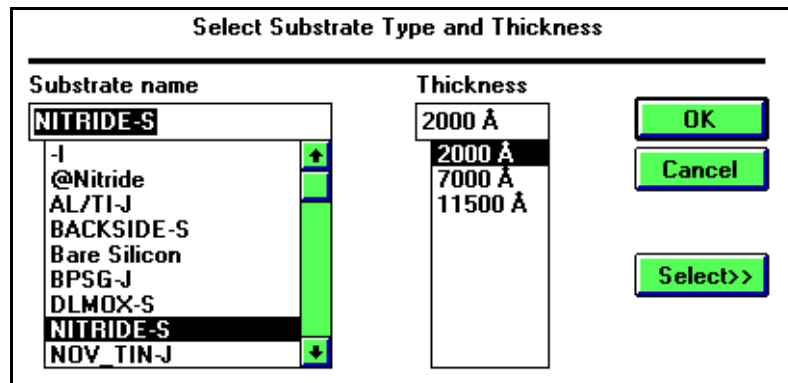 Select Substrate Type and Thickness
Substrate name
Thickness
NITRIDE-S
2000 Å
OK
-I
@Nitride
AL/TI-J
BACKSIDE-S
Bare Silicon
BPSG-J
DLMOX-S
NITRIDE-S
NOV_TIN-J
2000 Å
7000 Å
11500 Å
Cancel
Select>>